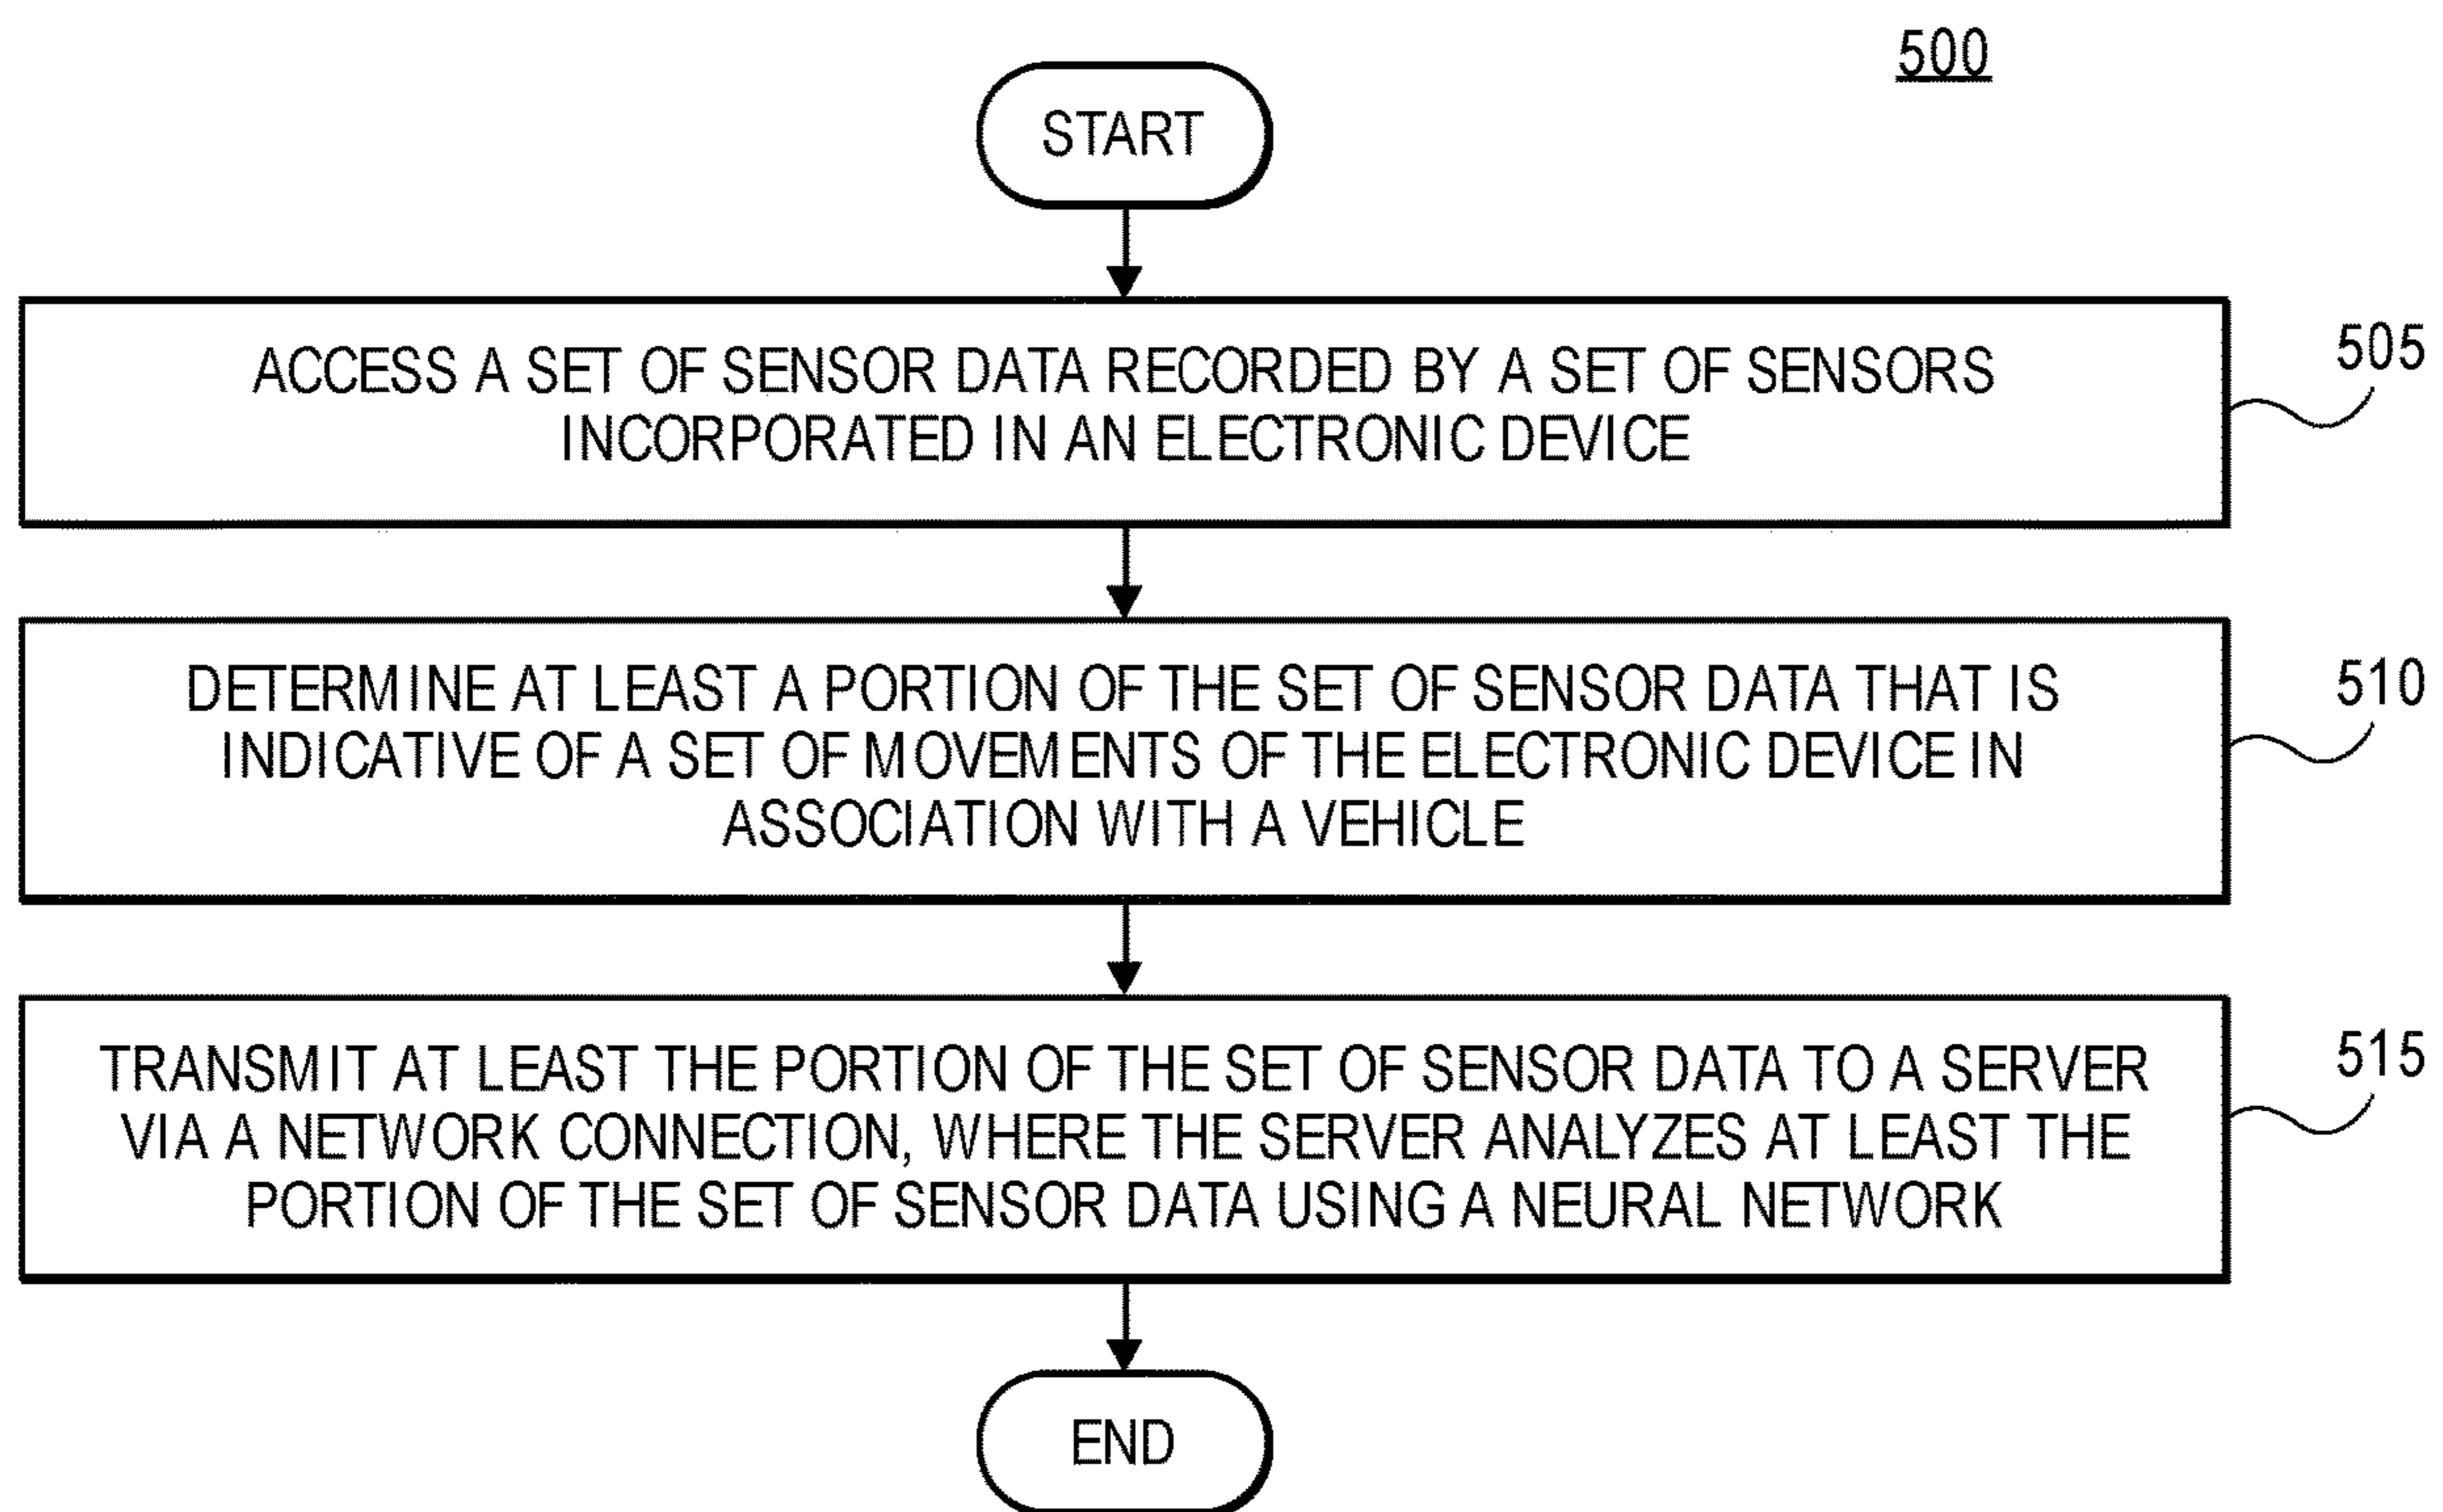 500
START
ACCESS A SET OF SENSOR DATA RECORDED BY A SET OF SENSORS
INCORPORATED IN AN ELECTRONIC DEVICE
505
DETERMINE AT LEAST A PORTION OF THE SET OF SENSOR DATA THAT IS
INDICATIVE OF A SET OF MOVEMENTS OF THE ELECTRONIC DEVICE IN
ASSOCIATION WITH A VEHICLE
510
TRANSMIT AT LEAST THE PORTION OF THE SET OF SENSOR DATA TO A SERVER
VIA A NETWORK CONNECTION, WHERE THE SERVER ANALYZES AT LEAST THE
PORTION OF THE SET OF SENSOR DATA USING A NEURAL NETWORK
515
END